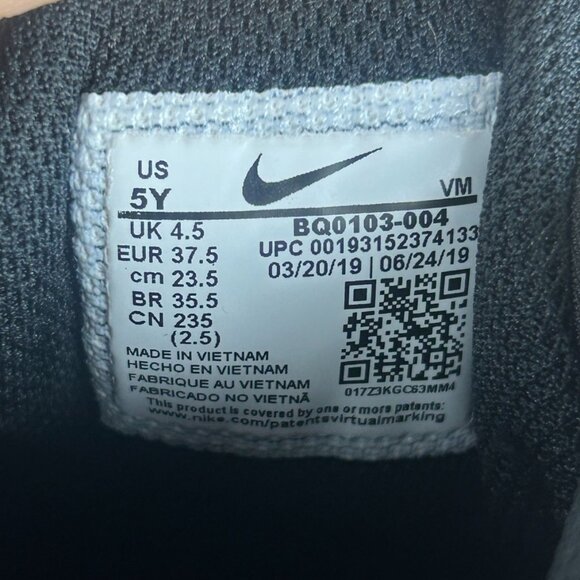 US
5Y
VM
UK 4.5
BQ0103-004
EUR 37.5
UPC 00193152374133
cm 23.5
03/20/19 | 06/24/19
BR 35.5
CN 235
(2.5)
MADE IN VIETNAM
HECHO EN VIETNAM
FABRIQUE AU VIETNAM
FABRICADO NO VIETNÃ
017Z3KGC63MM4
This product is covered by one or more patents:
www.nike.com/patentsvirtualmarking